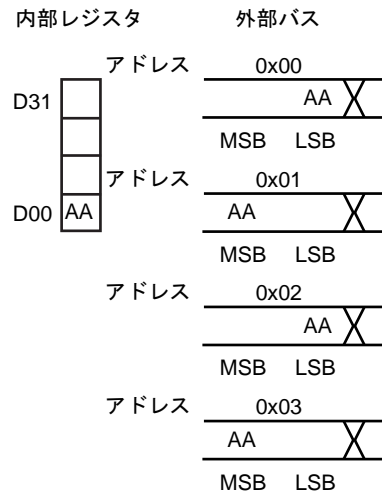 内部レジスタ 外部バス
アドレス 0x00
D31 AA
MSB LSB
アドレス 0x01
D00 AA AA
MSB LSB
アドレス 0x02
AA
MSB LSB
アドレス 0x03
AA
MSB LSB